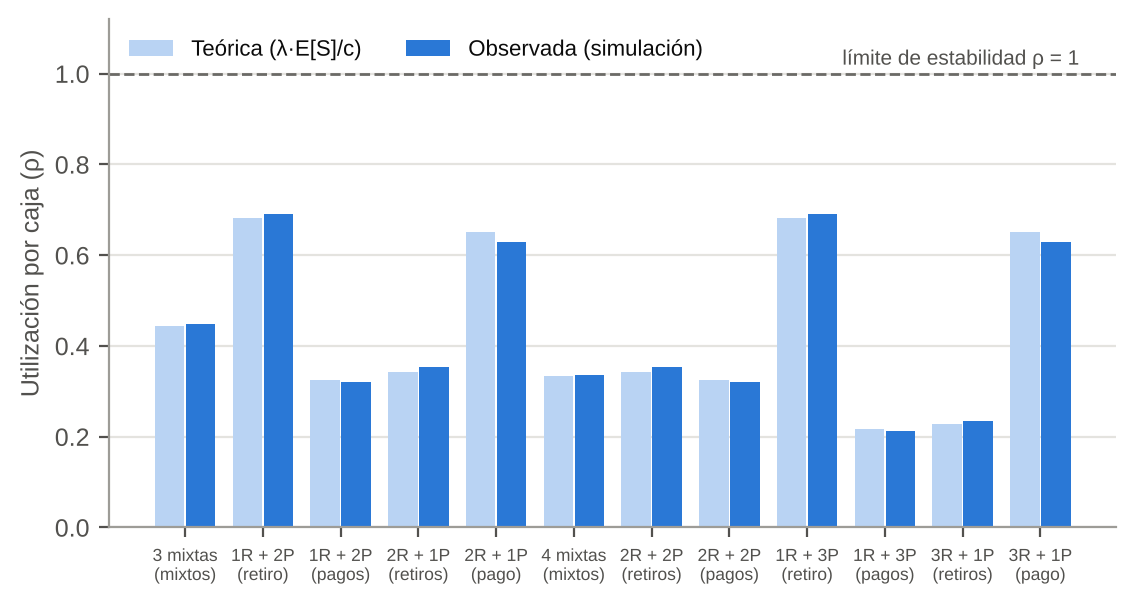 Teórica (λ·E[S]/c)
Observada (simulación)
límite de estabilidad ρ = 1
Utilización por caja (ρ)
1.0
0.8
0.6
0.4
0.2
0.0
3 mixtas
(mixtos)
1R + 2P
(retiro)
1R + 2P
(pagos)
2R + 1P
(retiros)
2R + 1P
(pago)
4 mixtas
(mixtos)
2R + 2P
(retiros)
2R + 2P
(pagos)
1R + 3P
(retiro)
1R + 3P
(pagos)
3R + 1P
(retiros)
3R + 1P
(pago)